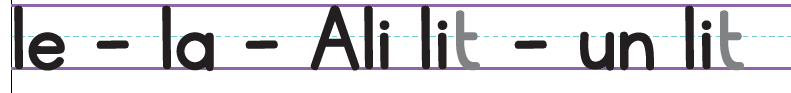 le – la – Ali lit – un lit